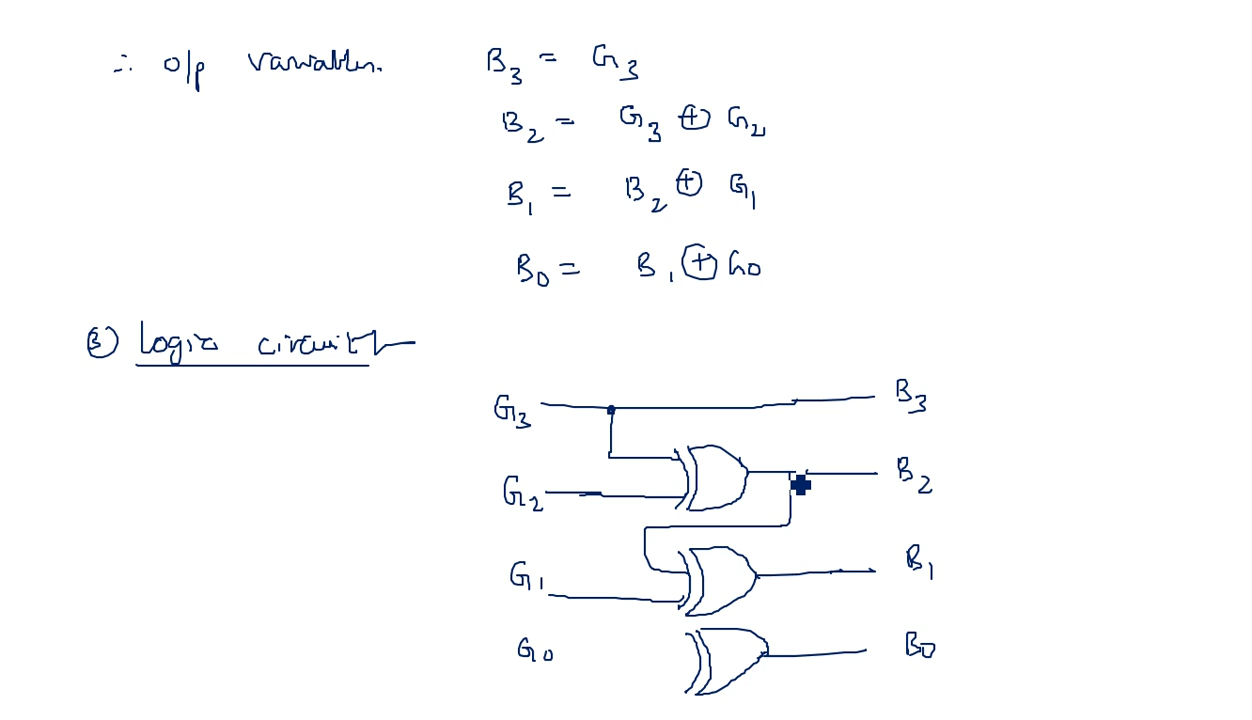 ∴ o/p variables. B₃ = G₃
B₂ = G₃ ⊕ G₂
B₁ = B₂ ⊕ G₁
B₀ = B₁ ⊕ G₀
③ Logic circuit
G₃ B₃
G₂ B₂
G₁ B₁
G₀ B₀